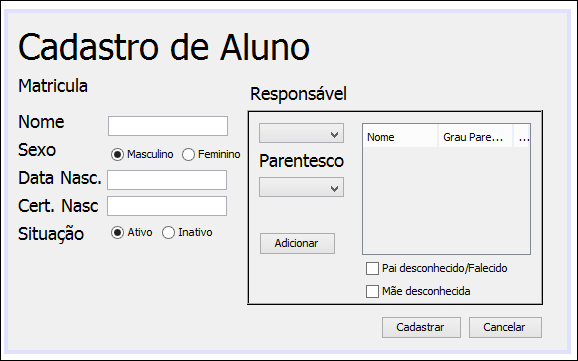 Cadastro de Aluno
Matricula
Nome
Sexo
Masculino
Feminino
Data Nasc.
Cert. Nasc
Situação
Ativo
Inativo
Responsável
Parentesco
Adicionar
Nome
Grau Pare...
...
Pai desconhecido/Falecido
Mãe desconhecida
Cadastrar
Cancelar